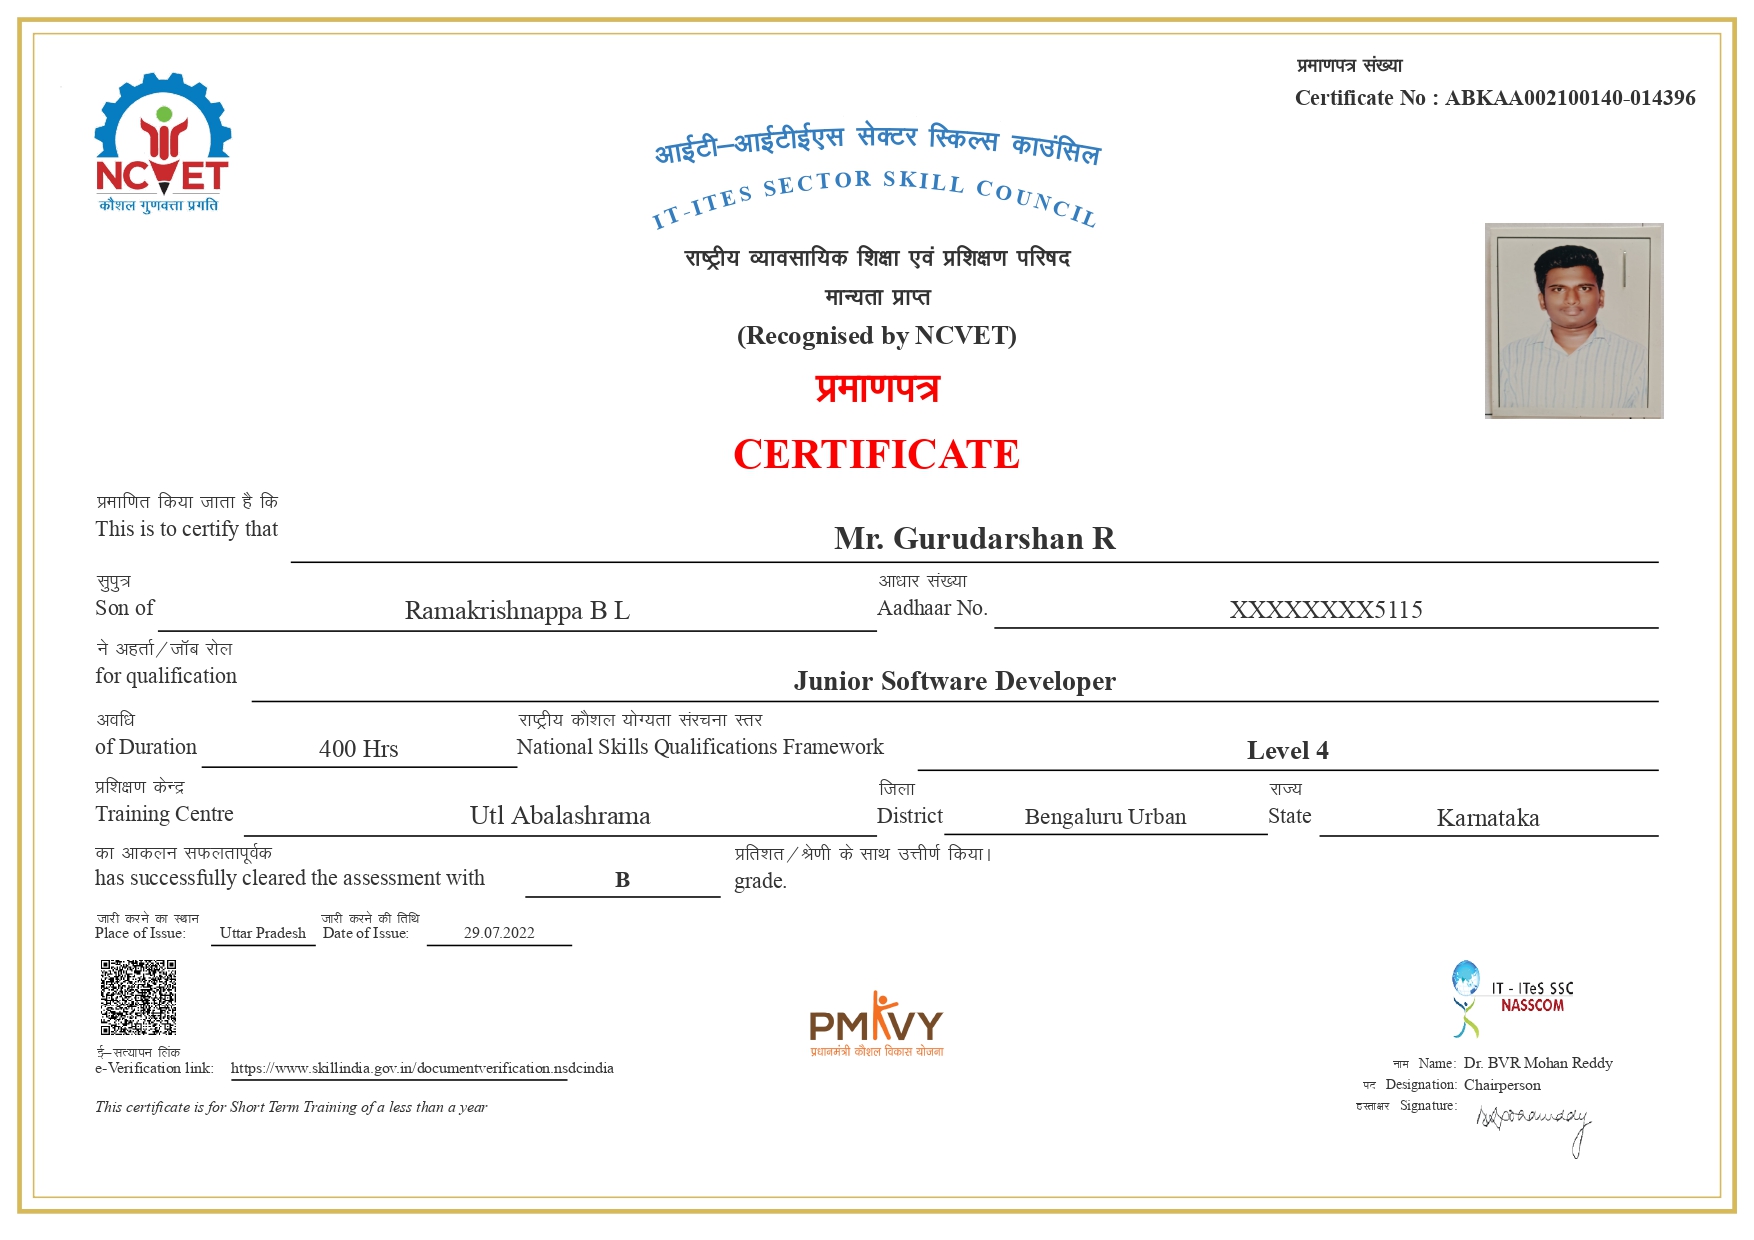 प्रमाणपत्र संख्या
Certificate No : ABKAA002100140-014396
NCVET
कौशल गुणवत्ता प्रगति
आईटी–आईटीईएस सेक्टर स्किल्स काउंसिल
IT-ITES SECTOR SKILL COUNCIL
राष्ट्रीय व्यावसायिक शिक्षा एवं प्रशिक्षण परिषद
मान्यता प्राप्त
(Recognised by NCVET)
प्रमाणपत्र
CERTIFICATE
प्रमाणित किया जाता है कि
This is to certify that Mr. Gurudarshan R
सुपुत्र आधार संख्या
Son of Ramakrishnappa B L Aadhaar No. XXXXXXXX5115
ने अहर्ता/जॉब रोल
for qualification Junior Software Developer
अवधि राष्ट्रीय कौशल योग्यता संरचना स्तर
of Duration 400 Hrs National Skills Qualifications Framework Level 4
प्रशिक्षण केन्द्र जिला राज्य
Training Centre Utl Abalashrama District Bengaluru Urban State Karnataka
का आकलन सफलतापूर्वक प्रतिशत/श्रेणी के साथ उत्तीर्ण किया।
has successfully cleared the assessment with B grade.
जारी करने का स्थान जारी करने की तिथि
Place of Issue: Uttar Pradesh Date of Issue: 29.07.2022
IT - ITeS SSC
NASSCOM
PMKVY
प्रधानमंत्री कौशल विकास योजना
ई–सत्यापन लिंक
e-Verification link: https://www.skillindia.gov.in/documentverification.nsdcindia
नाम Name: Dr. BVR Mohan Reddy
पद Designation: Chairperson
हस्ताक्षर Signature:
This certificate is for Short Term Training of a less than a year